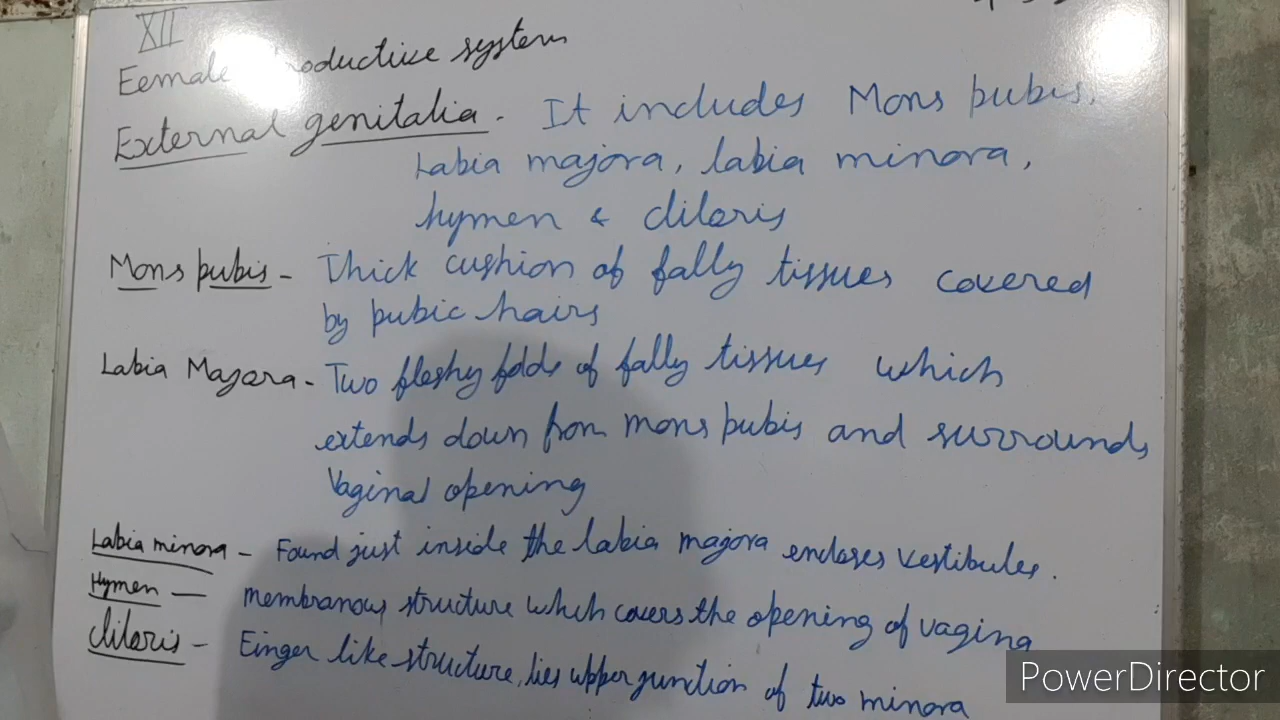 XII
Female Reproductive system
External genitalia. It includes Mons pubis,
Labia majora, labia minora,
hymen & clitoris
Mons pubis - Thick cushion of fatty tissues covered
by pubic hairs
Labia Majora - Two fleshy folds of fatty tissues which
extends down from mons pubis and surrounds
Vaginal opening
Labia minora - Found just inside the labia majora encloses vestibules.
Hymen - membranous structure which covers the opening of vagina
Clitoris - Finger like structure, lies upper junction of two minora
PowerDirector